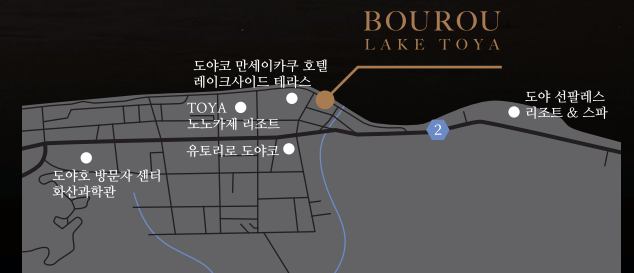 BOUROU
LAKE TOYA
도야코 만세이카쿠 호텔
레이크사이드 테라스
TOYA
노노카제 리조트
유토리로 도야코
도야 선팔레스
리조트 & 스파
2
도야호 방문자 센터
화산과학관